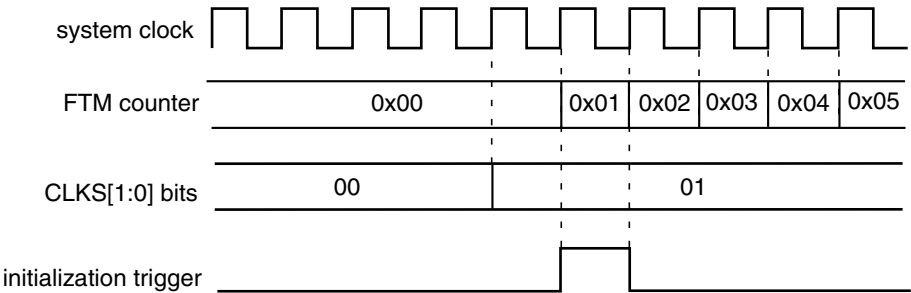 system clock
FTM counter 0x00 0x01 0x02 0x03 0x04 0x05
CLKS[1:0] bits 00 01
initialization trigger